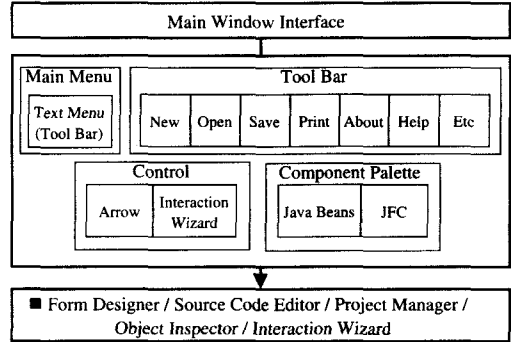 Main Window Interface
Main Menu
Text Menu
(Tool Bar)
Tool Bar
New Open Save Print About Help Etc
Control
Arrow
Interaction
Wizard
Component Palette
Java Beans JFC
■ Form Designer / Source Code Editor / Project Manager /
Object Inspector / Interaction Wizard